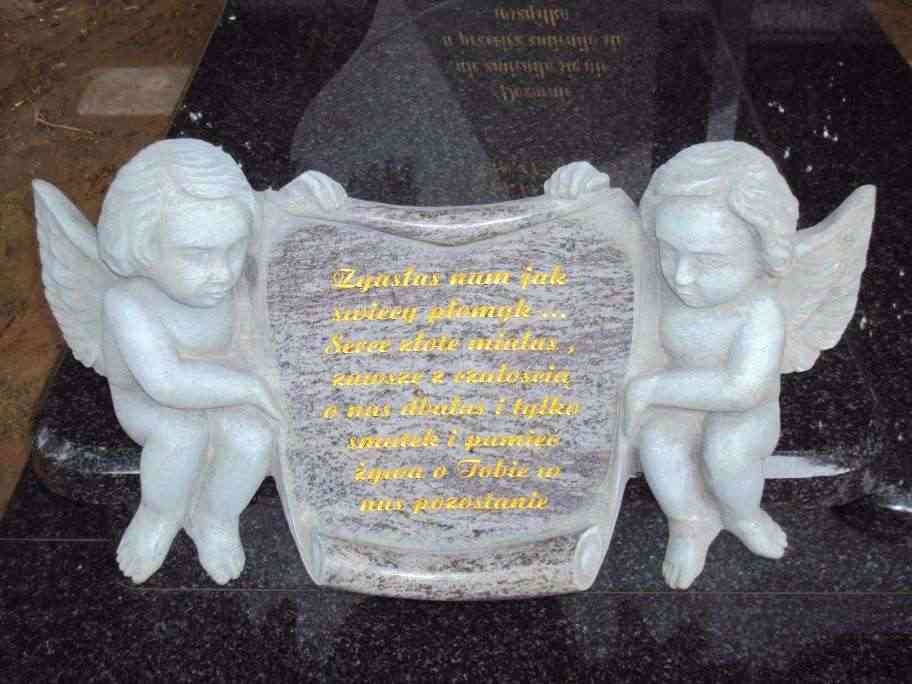 Zgasłaś nam jak
świecy płomyk ...
Serce złote miałaś ,
zawsze z czułością
o nas dbałaś i tylko
smutek i pamięć
żywa o Tobie w
nas pozostanie